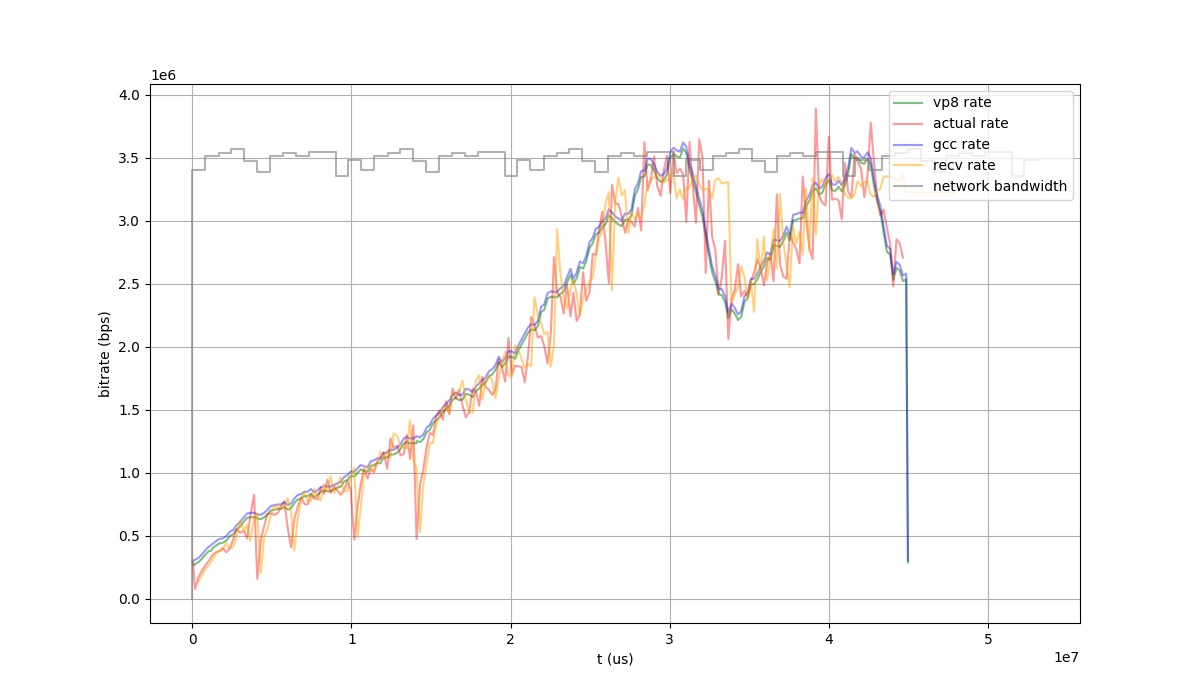 1e6
4.0
3.5
3.0
2.5
2.0
1.5
1.0
0.5
0.0
bitrate (bps)
vp8 rate
actual rate
gcc rate
recv rate
network bandwidth
0 1 2 3 4 5
t (us)
1e7